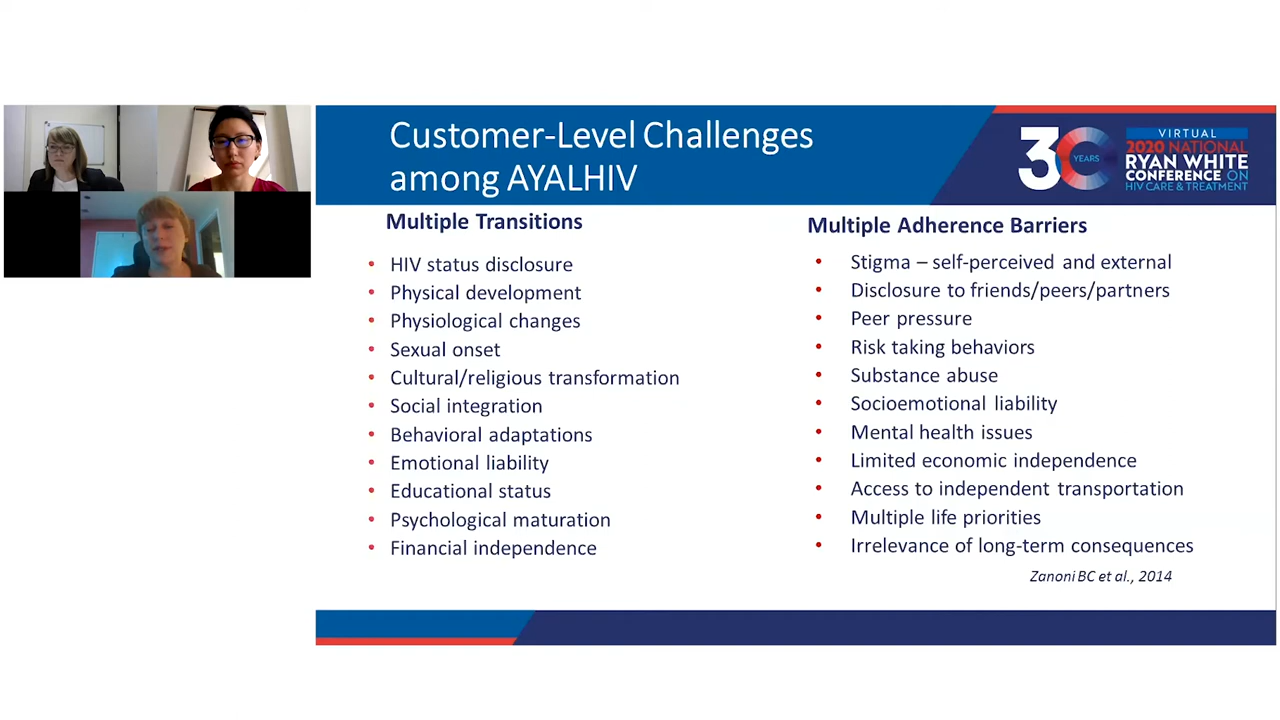 Customer-Level Challenges
among AYALHIV
30
YEARS
VIRTUAL
2020 NATIONAL
RYAN WHITE
CONFERENCE ON
HIV CARE & TREATMENT
Multiple Transitions
• HIV status disclosure
• Physical development
• Physiological changes
• Sexual onset
• Cultural/religious transformation
• Social integration
• Behavioral adaptations
• Emotional liability
• Educational status
• Psychological maturation
• Financial independence
Multiple Adherence Barriers
• Stigma – self-perceived and external
• Disclosure to friends/peers/partners
• Peer pressure
• Risk taking behaviors
• Substance abuse
• Socioemotional liability
• Mental health issues
• Limited economic independence
• Access to independent transportation
• Multiple life priorities
• Irrelevance of long-term consequences
Zanoni BC et al., 2014